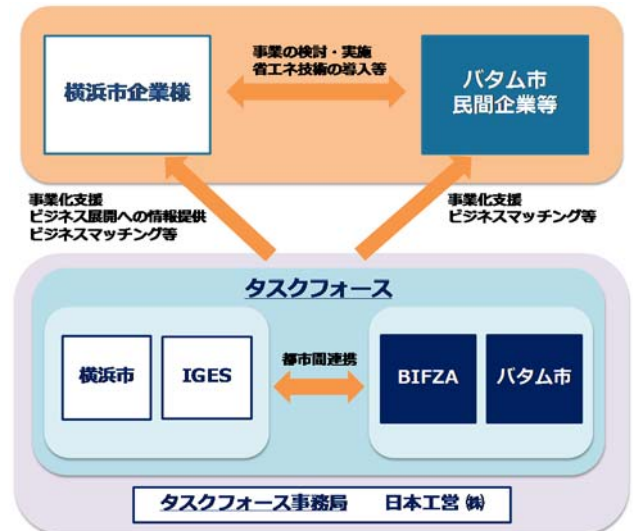 事業の検討・実施
省エネ技術の導入等
横浜市企業様
バタム市
民間企業等
事業化支援
ビジネス展開への情報提供
ビジネスマッチング等
事業化支援
ビジネスマッチング等
タスクフォース
横浜市
IGES
都市間連携
BIFZA
バタム市
タスクフォース事務局 日本工営 ㈱